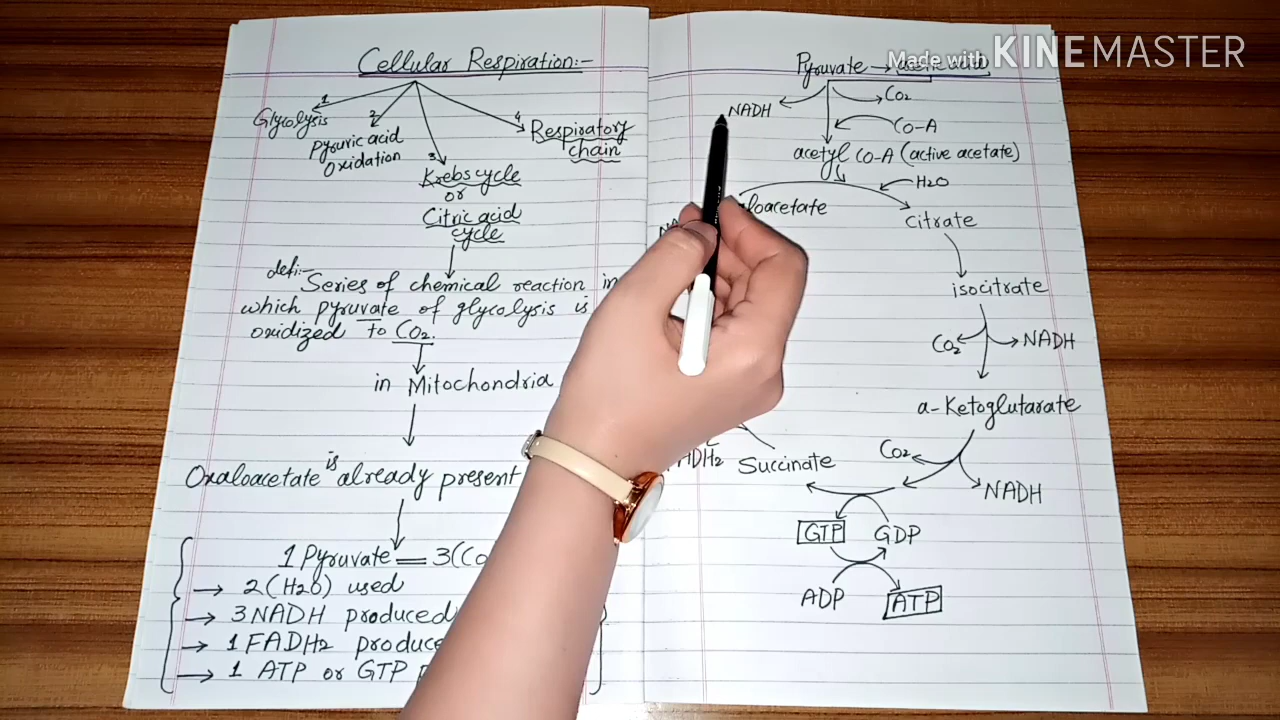 Cellular Respiration:-
1
Glycolysis
2
Pyruvic acid
oxidation
3
Krebs cycle
or
Citric acid
cycle
4
Respiratory
chain
defi:-
Series of chemical reaction in
which pyruvate of glycolysis is
oxidized to CO2.
in Mitochondria
Oxaloacetate is already present
1 Pyruvate = 3(Co
→ 2(H2O) used
→ 3 NADH produced
→ 1 FADH2 produce
→ 1 ATP or GTP
Made with KINEMASTER
Pyruvate →
NADH
CO2
CO-A
acetyl CO-A (active acetate)
H2O
aloacetate
Citrate
isocitrate
CO2
NADH
α-Ketoglutarate
CO2
NADH
ADH2
Succinate
GTP
GDP
ADP
ATP